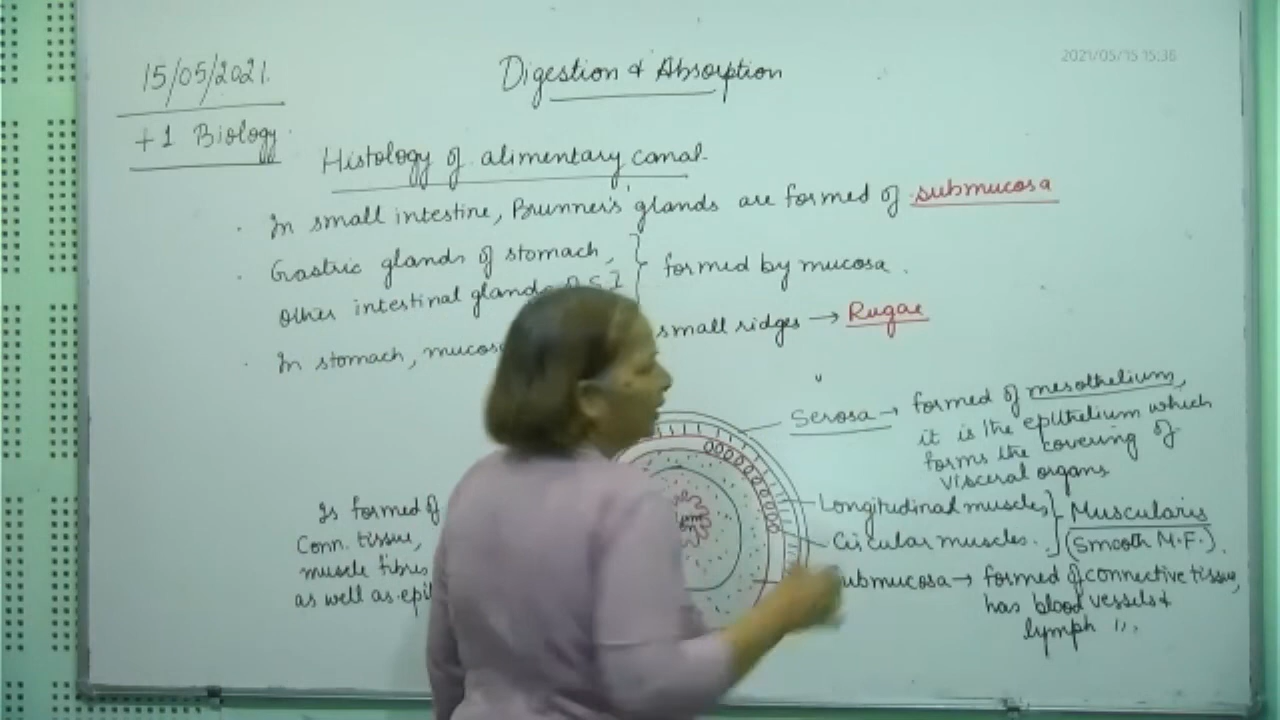 15/05/2021.
+1 Biology
Digestion & Absorption
2021/05/15 15:36
Histology of alimentary canal.
. In small intestine, Brunner's glands are formed of submucosa
. Gastric glands of stomach,
other intestinal glands
} formed by mucosa.
. In stomach, mucosa
small ridges → Rugae
"
Serosa → formed of mesothelium,
it is the epithelium which
forms the covering of
visceral organs
Longitudinal muscles
Circular muscles.
} Muscularis
(Smooth M.F.).
ubmucosa → formed of connective tissue,
has blood vessels &
lymph ",
Is formed of
Conn. tissue,
muscle fibres
as well as epi